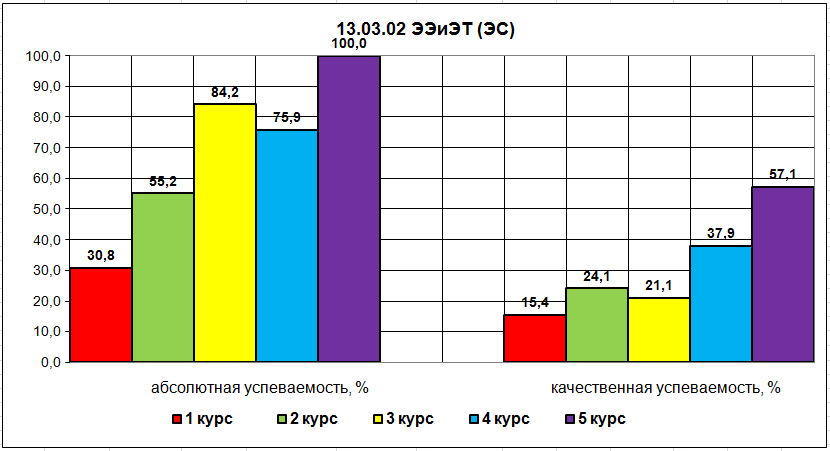 13.03.02 ЭЭиЭТ (ЭС)
100,0
100,0
90,0
84,2
80,0
75,9
70,0
60,0
57,1
55,2
50,0
40,0
37,9
30,8
30,0
24,1
21,1
20,0
15,4
10,0
0,0
абсолютная успеваемость, %
качественная успеваемость, %
1 курс
2 курс
3 курс
4 курс
5 курс